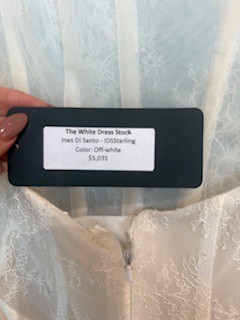 The White Dress Stock
Ines Di Santo - IDSStarling
Color: Off-white
$5,031